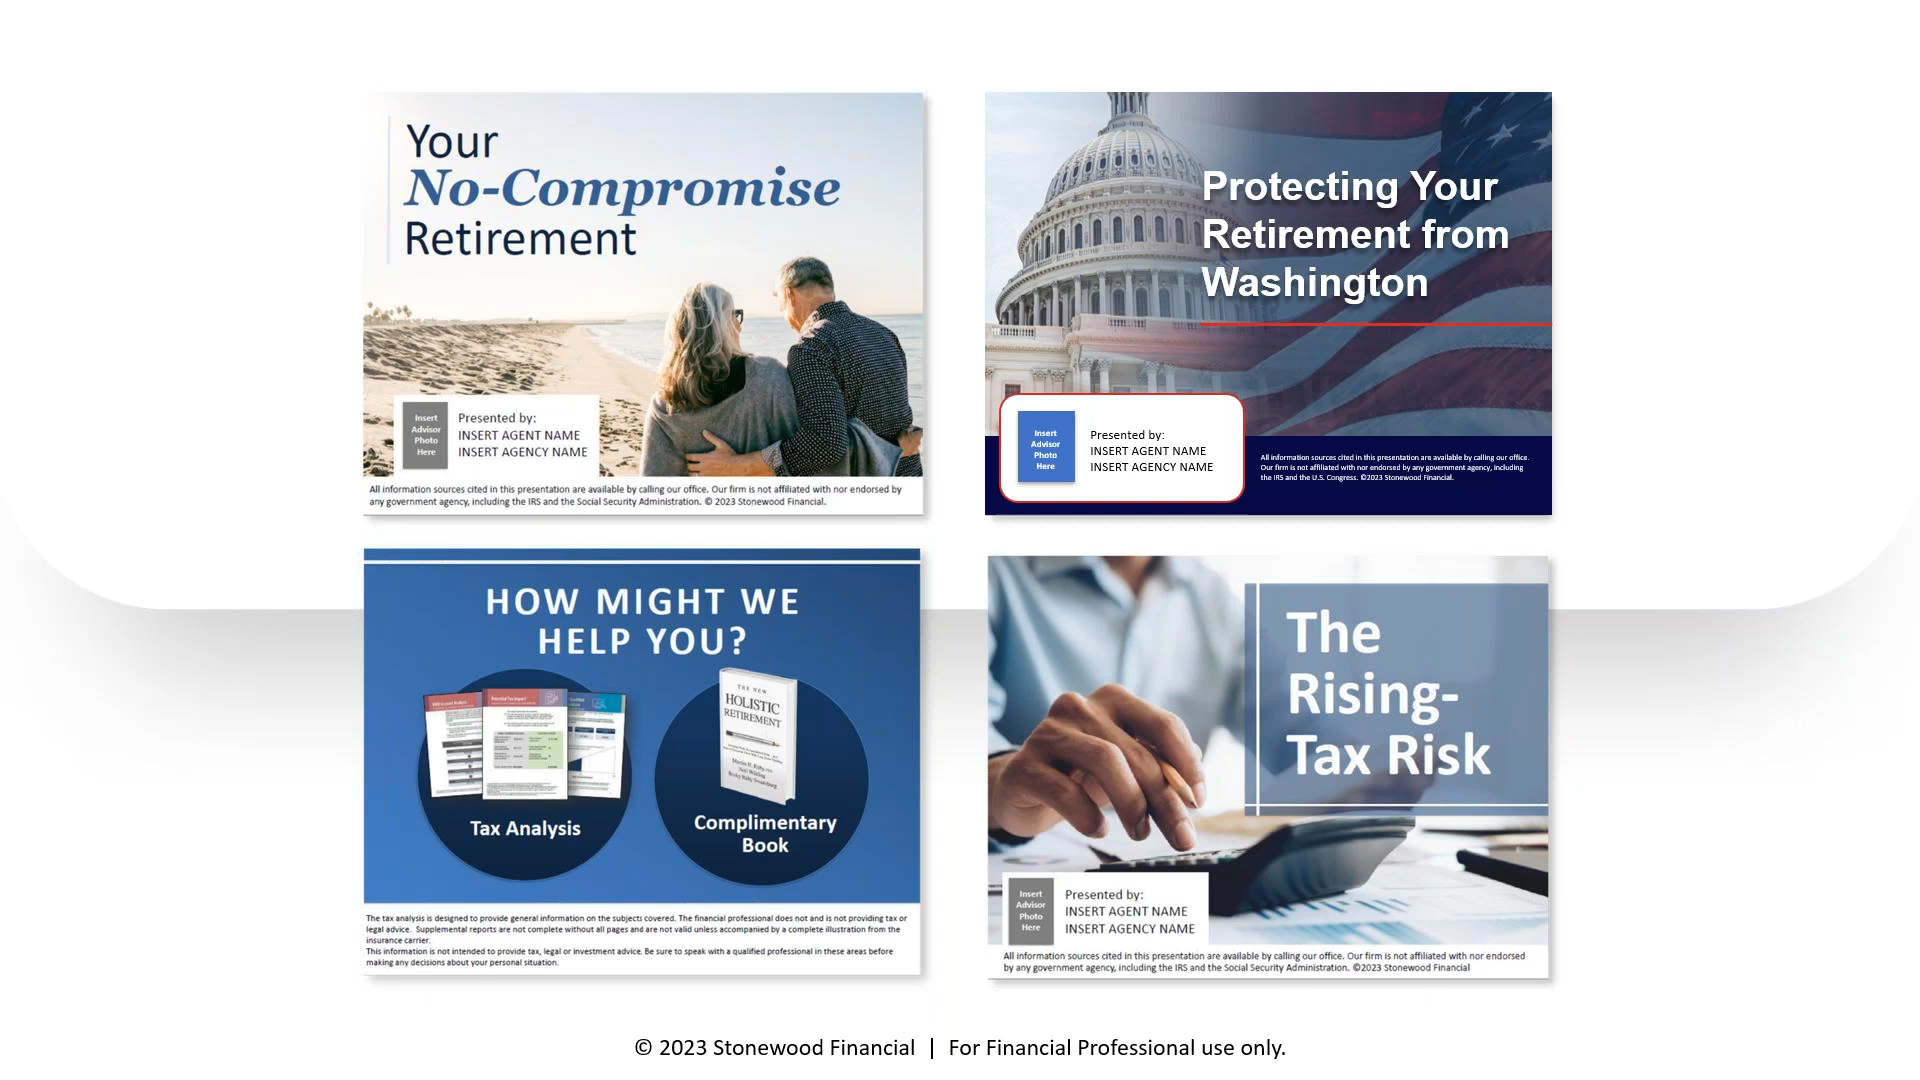 Your
No-Compromise
Retirement
Insert
Advisor
Photo
Here
Presented by:
INSERT AGENT NAME
INSERT AGENCY NAME
All information sources cited in this presentation are available by calling our office. Our firm is not affiliated with nor endorsed by
any government agency, including the IRS and the Social Security Administration. © 2023 Stonewood Financial.
Protecting Your
Retirement from
Washington
Insert
Advisor
Photo
Here
Presented by:
INSERT AGENT NAME
INSERT AGENCY NAME
All information sources cited in this presentation are available by calling our office.
Our firm is not affiliated with nor endorsed by any government agency, including
the IRS and the U.S. Congress. ©2023 Stonewood Financial.
HOW MIGHT WE
HELP YOU?
Potential Tax Impact
THE NEW
HOLISTIC
RETIREMENT
Tax Analysis
Complimentary
Book
The tax analysis is designed to provide general information on the subjects covered. The financial professional does not and is not providing tax or
legal advice. Supplemental reports are not complete without all pages and are not valid unless accompanied by a complete illustration from the
insurance carrier.
This information is not intended to provide tax, legal or investment advice. Be sure to speak with a qualified professional in these areas before
making any decisions about your personal situation.
The
Rising-
Tax Risk
Insert
Advisor
Photo
Here
Presented by:
INSERT AGENT NAME
INSERT AGENCY NAME
All information sources cited in this presentation are available by calling our office. Our firm is not affiliated with nor endorsed
by any government agency, including the IRS and the Social Security Administration. ©2023 Stonewood Financial
© 2023 Stonewood Financial | For Financial Professional use only.